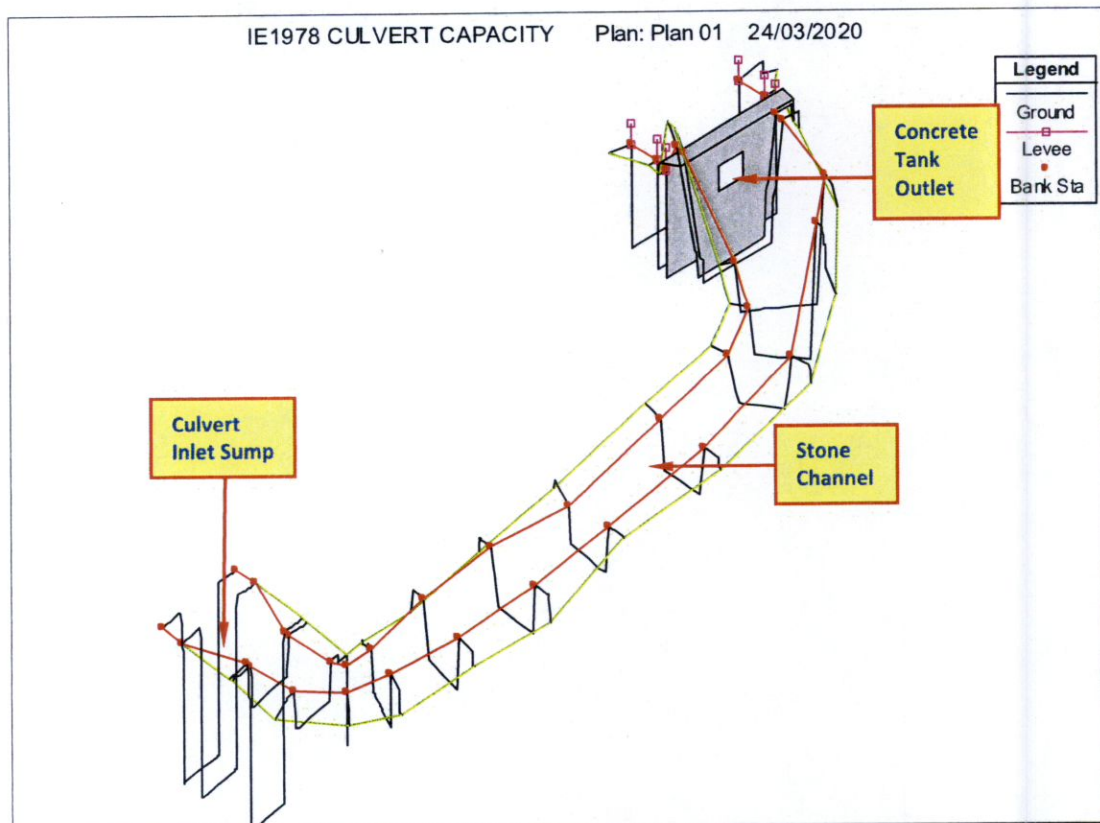 IE1978 CULVERT CAPACITY Plan: Plan 01 24/03/2020
Legend
Ground
Levee
Bank Sta
Concrete
Tank
Outlet
Culvert
Inlet Sump
Stone
Channel